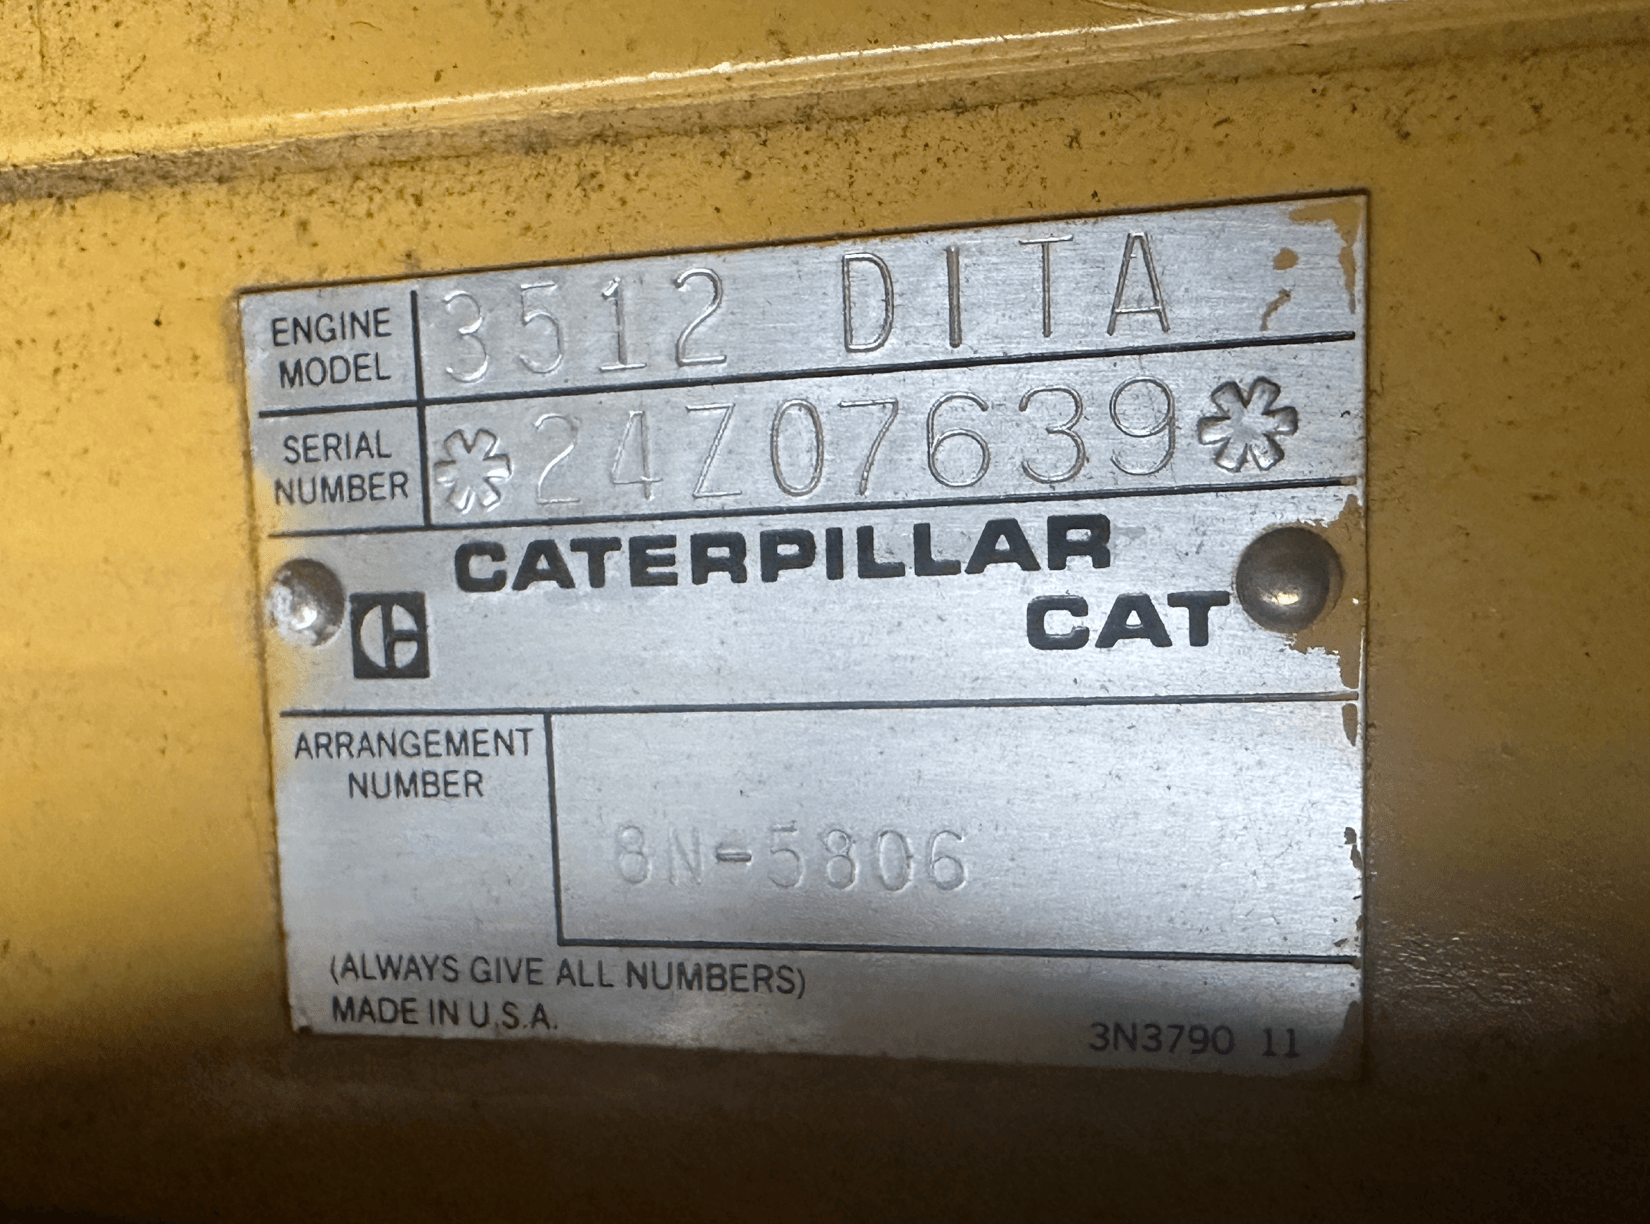 ENGINE MODEL 3512 DITA
SERIAL NUMBER *24Z07639*
CATERPILLAR
CAT
ARRANGEMENT NUMBER
8N-5806
(ALWAYS GIVE ALL NUMBERS)
MADE IN U.S.A.
3N3790 11